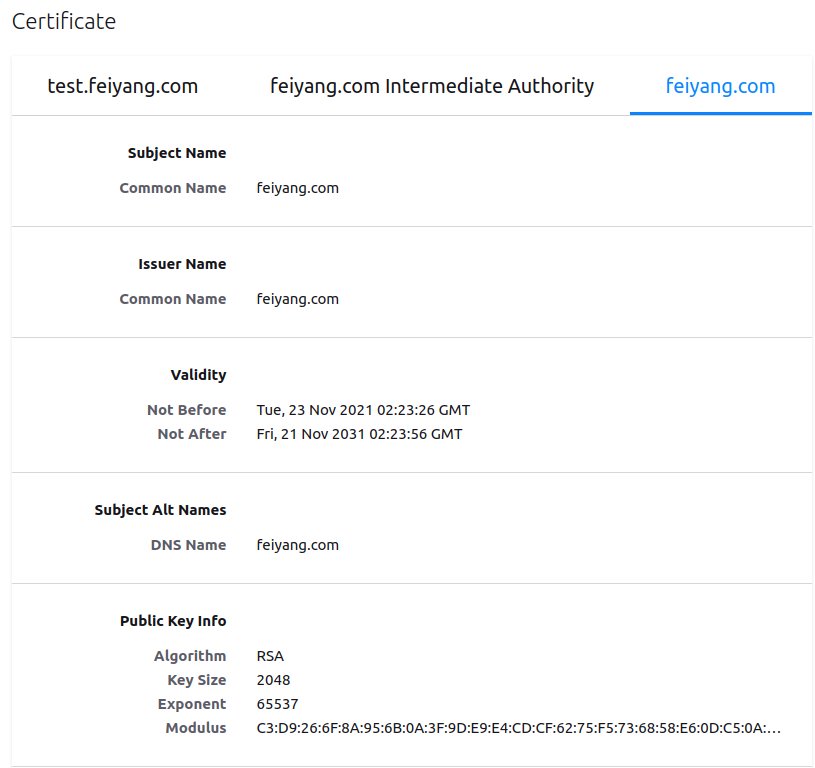 Certificate
test.feiyang.com feiyang.com Intermediate Authority feiyang.com
Subject Name
Common Name feiyang.com
Issuer Name
Common Name feiyang.com
Validity
Not Before Tue, 23 Nov 2021 02:23:26 GMT
Not After Fri, 21 Nov 2031 02:23:56 GMT
Subject Alt Names
DNS Name feiyang.com
Public Key Info
Algorithm RSA
Key Size 2048
Exponent 65537
Modulus C3:D9:26:6F:8A:95:6B:0A:3F:9D:E9:E4:CD:CF:62:75:F5:73:68:58:E6:0D:C5:0A:…